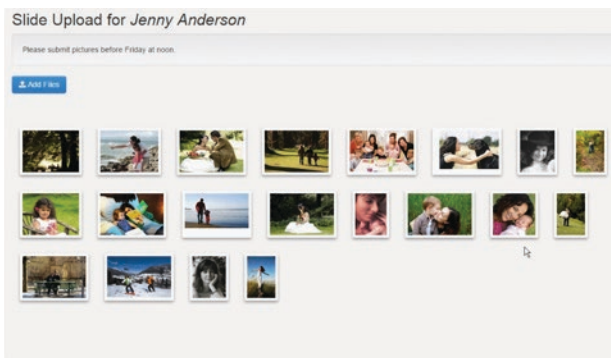 Slide Upload for Jenny Anderson
Please submit pictures before Friday at noon.
Add Files